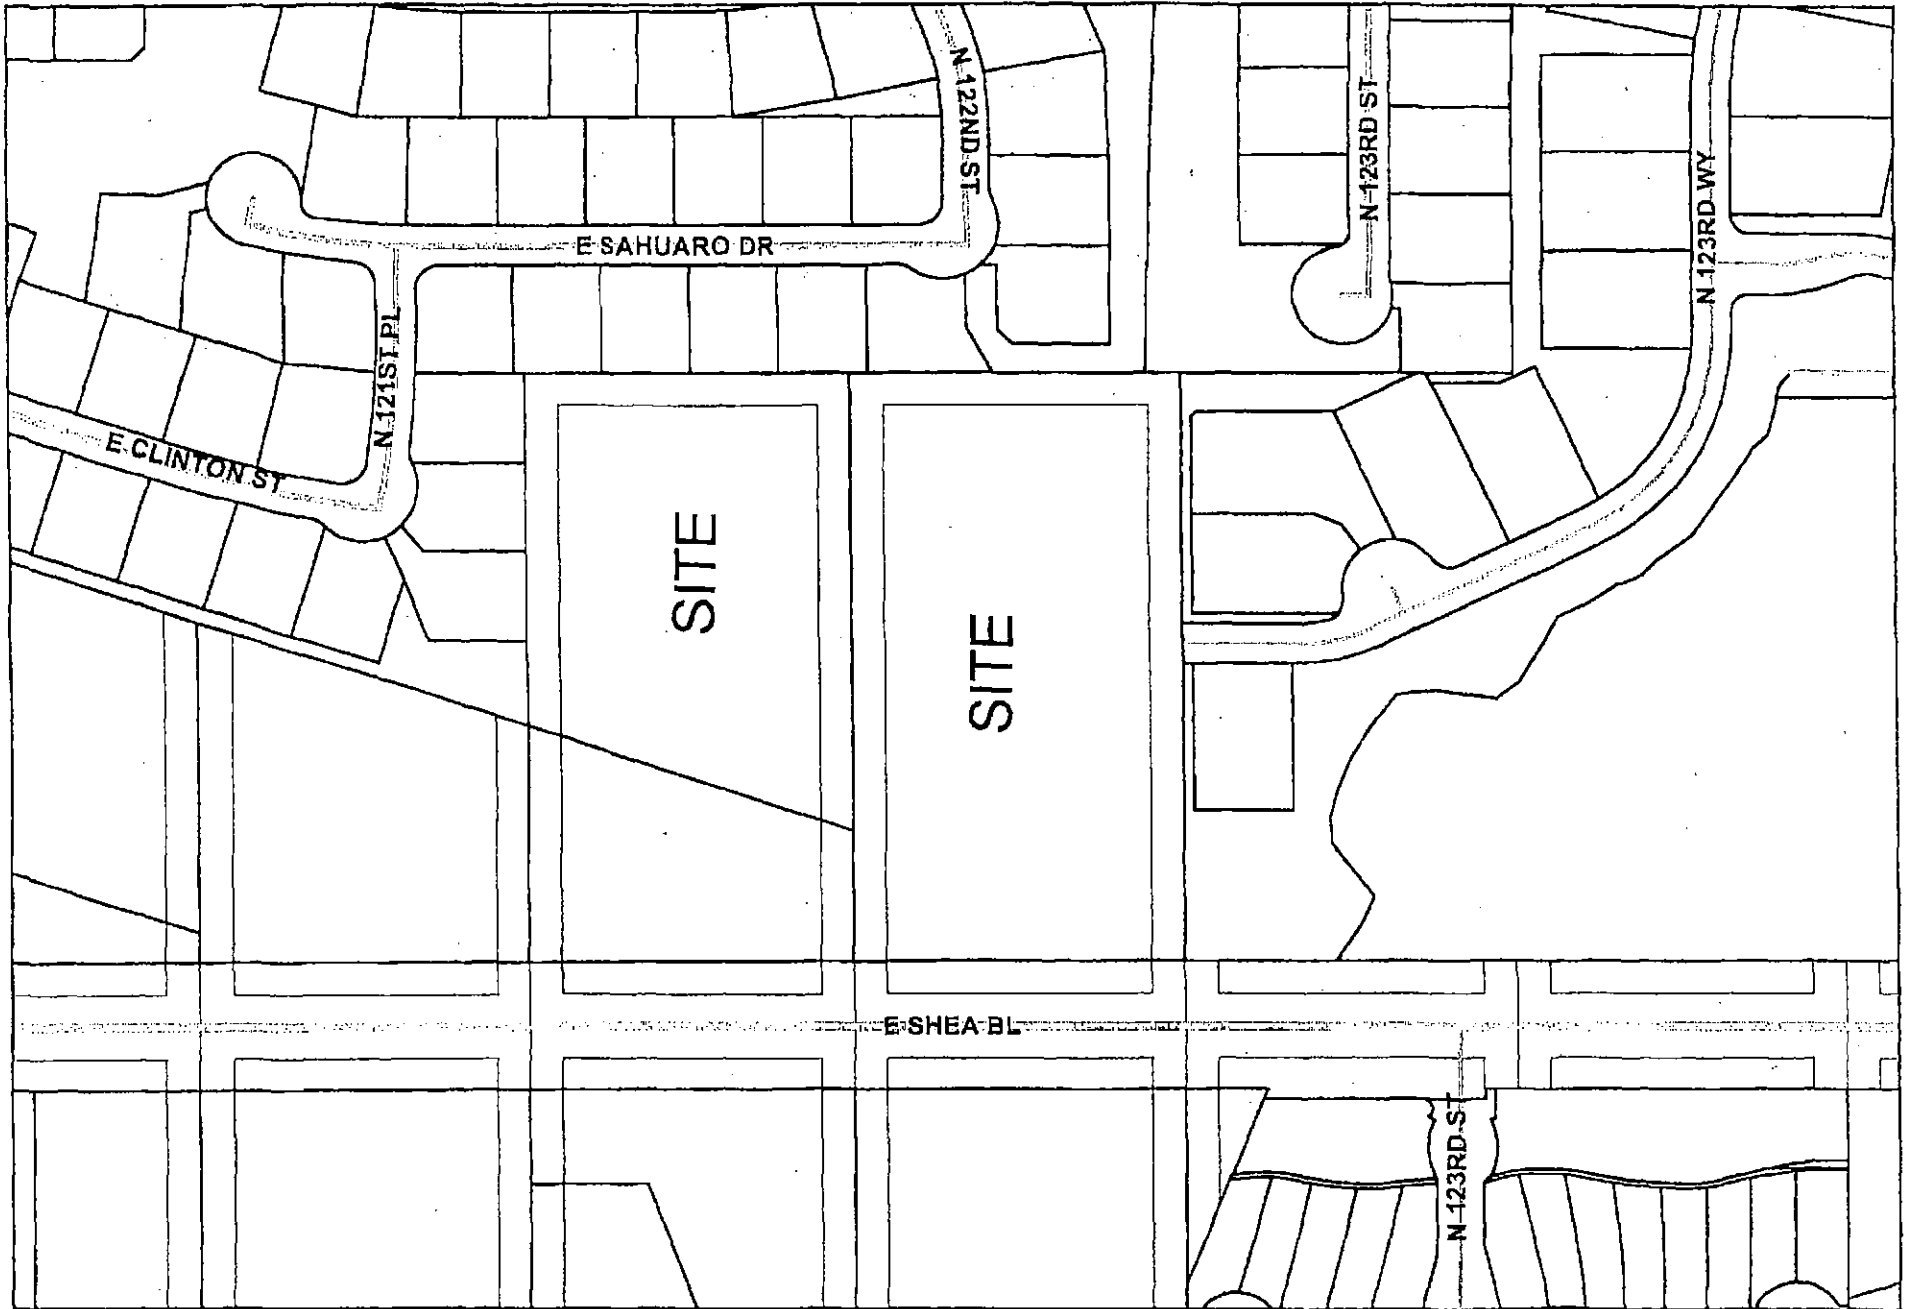 N 122ND ST
N 123RD ST
N 123RD WY
E SAHUARO DR
N 121ST PL
E CLINTON ST
SITE
SITE
E SHEA BL
N 123RD ST